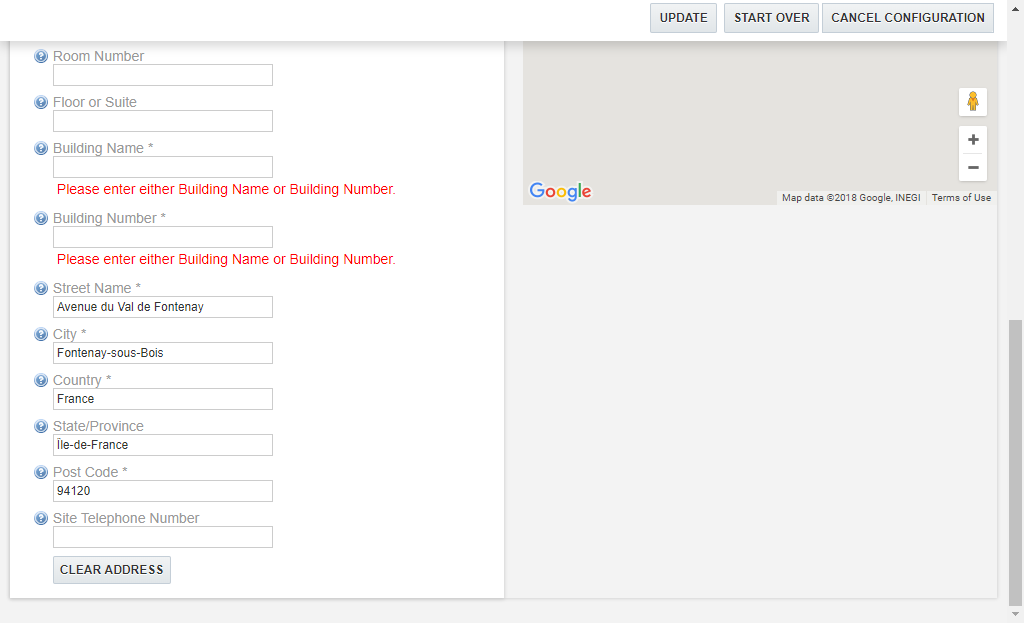 UPDATE START OVER CANCEL CONFIGURATION
Room Number
Floor or Suite
Building Name *
Please enter either Building Name or Building Number.
Building Number *
Please enter either Building Name or Building Number.
Street Name *
Avenue du Val de Fontenay
City *
Fontenay-sous-Bois
Country *
France
State/Province
Île-de-France
Post Code *
94120
Site Telephone Number
CLEAR ADDRESS
Google
Map data ©2018 Google, INEGI Terms of Use